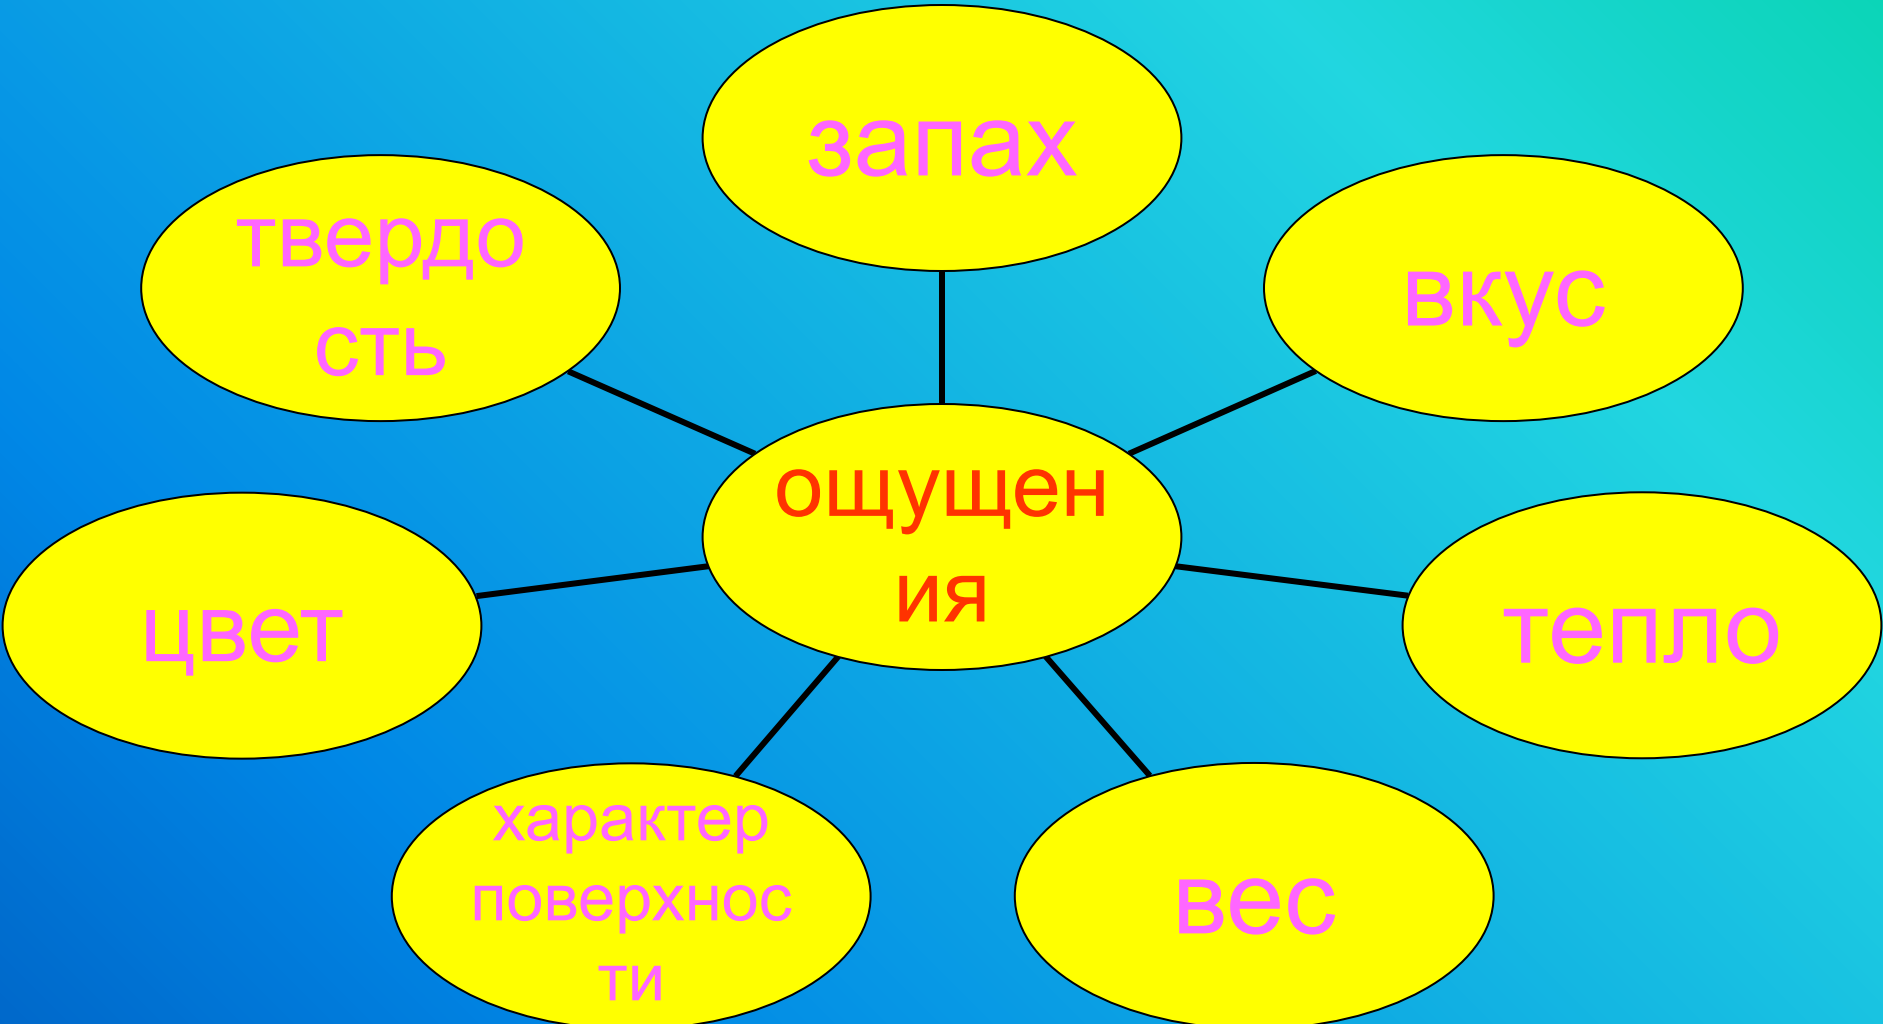 запах
твердо
сть
вкус
ощущен
ия
цвет
тепло
характер
поверхнос
ти
вес